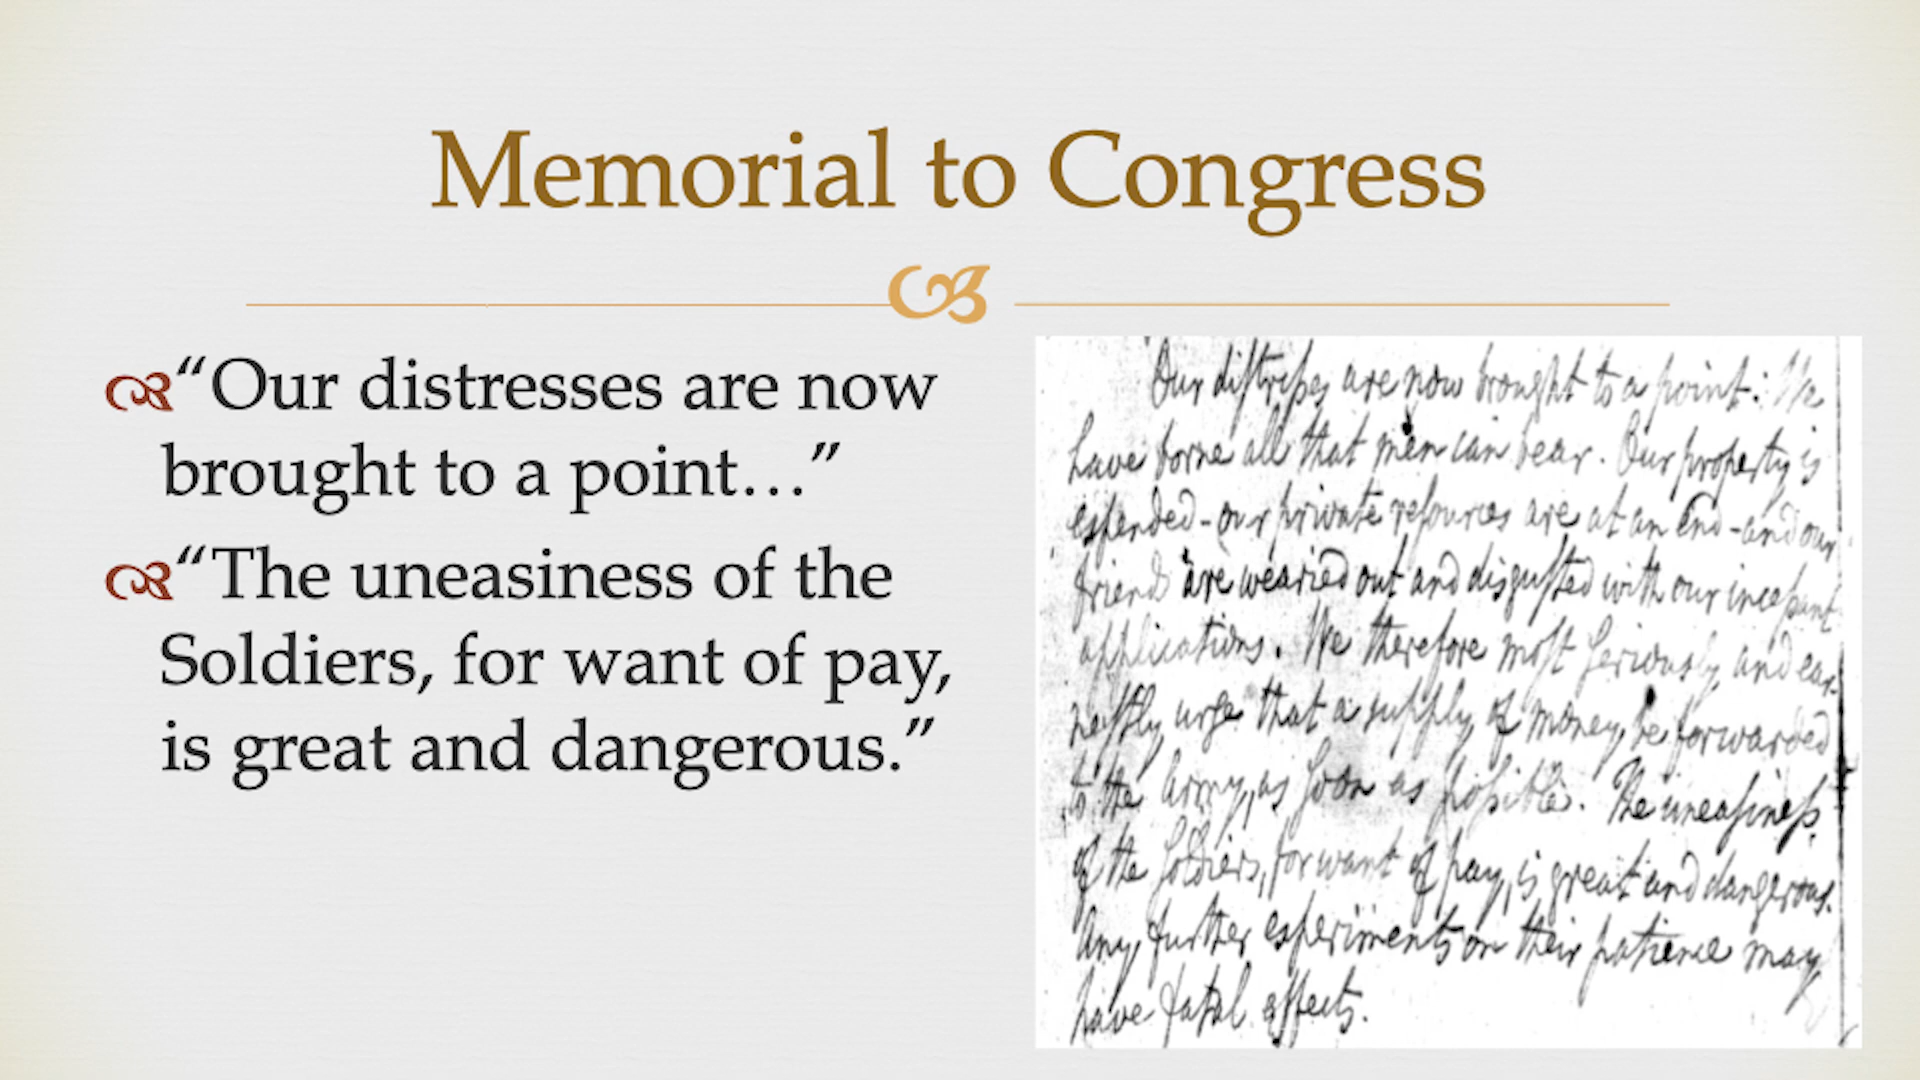 Memorial to Congress
“Our distresses are now
brought to a point…”
“The uneasiness of the
Soldiers, for want of pay,
is great and dangerous.”
Our distresses are now brought to a point: We
have borne all that men can bear. Our property is
expended - our private resources are at an end - and our
friends are wearied out and disgusted with our incessant
applications. We therefore most seriously and ear-
nestly urge that a supply of money be forwarded
to the Army, as soon as possible. The uneasiness
of the Soldiers, for want of pay, is great and dangerous.
Any further experiments on their patience may
have fatal effects.